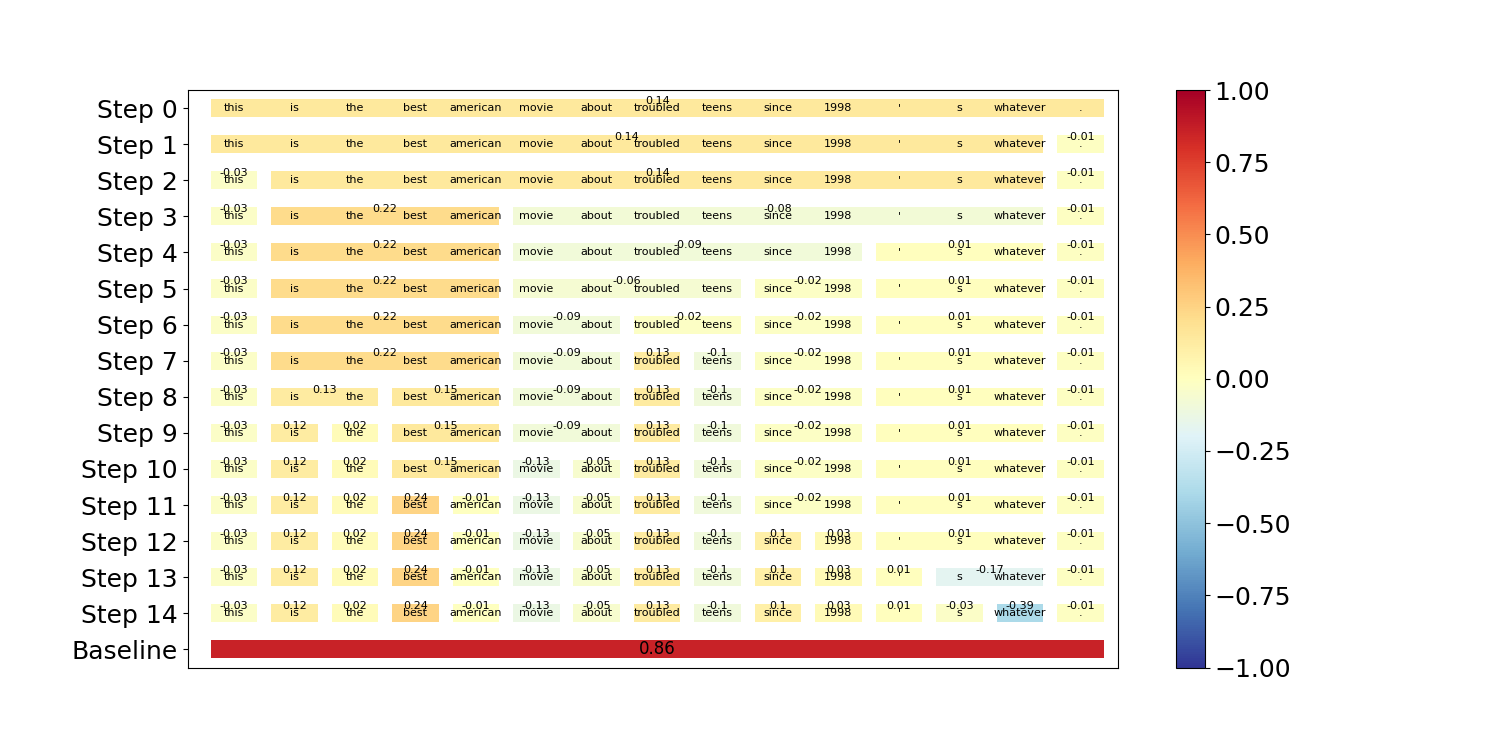 Step 0 this is the best american movie about troubled teens since 1998 ' s whatever .
0.14
Step 1 this is the best american movie about troubled teens since 1998 ' s whatever .
0.14 -0.01
Step 2 this is the best american movie about troubled teens since 1998 ' s whatever .
-0.03 0.14 -0.01
Step 3 this is the best american movie about troubled teens since 1998 ' s whatever .
-0.03 0.22 -0.08 -0.01
Step 4 this is the best american movie about troubled teens since 1998 ' s whatever .
-0.03 0.22 -0.09 0.01 -0.01
Step 5 this is the best american movie about troubled teens since 1998 ' s whatever .
-0.03 0.22 -0.06 -0.02 0.01 -0.01
Step 6 this is the best american movie about troubled teens since 1998 ' s whatever .
-0.03 0.22 -0.09 -0.02 -0.02 0.01 -0.01
Step 7 this is the best american movie about troubled teens since 1998 ' s whatever .
-0.03 0.22 -0.09 0.13 -0.1 -0.02 0.01 -0.01
Step 8 this is the best american movie about troubled teens since 1998 ' s whatever .
-0.03 0.13 0.15 -0.09 0.13 -0.1 -0.02 0.01 -0.01
Step 9 this is the best american movie about troubled teens since 1998 ' s whatever .
-0.03 0.12 0.02 0.15 -0.09 0.13 -0.1 -0.02 0.01 -0.01
Step 10 this is the best american movie about troubled teens since 1998 ' s whatever .
-0.03 0.12 0.02 0.15 -0.13 -0.05 0.13 -0.1 -0.02 0.01 -0.01
Step 11 this is the best american movie about troubled teens since 1998 ' s whatever .
-0.03 0.12 0.02 0.24 -0.01 -0.13 -0.05 0.13 -0.1 -0.02 0.01 -0.01
Step 12 this is the best american movie about troubled teens since 1998 ' s whatever .
-0.03 0.12 0.02 0.24 -0.01 -0.13 -0.05 0.13 -0.1 0.1 0.03 0.01 -0.01
Step 13 this is the best american movie about troubled teens since 1998 ' s whatever .
-0.03 0.12 0.02 0.24 -0.01 -0.13 -0.05 0.13 -0.1 0.1 0.03 0.01 -0.17 -0.01
Step 14 this is the best american movie about troubled teens since 1998 ' s whatever .
-0.03 0.12 0.02 0.24 -0.01 -0.13 -0.05 0.13 -0.1 0.1 0.03 0.01 -0.03 -0.39 -0.01
Baseline 0.86
1.00
0.75
0.50
0.25
0.00
−0.25
−0.50
−0.75
−1.00